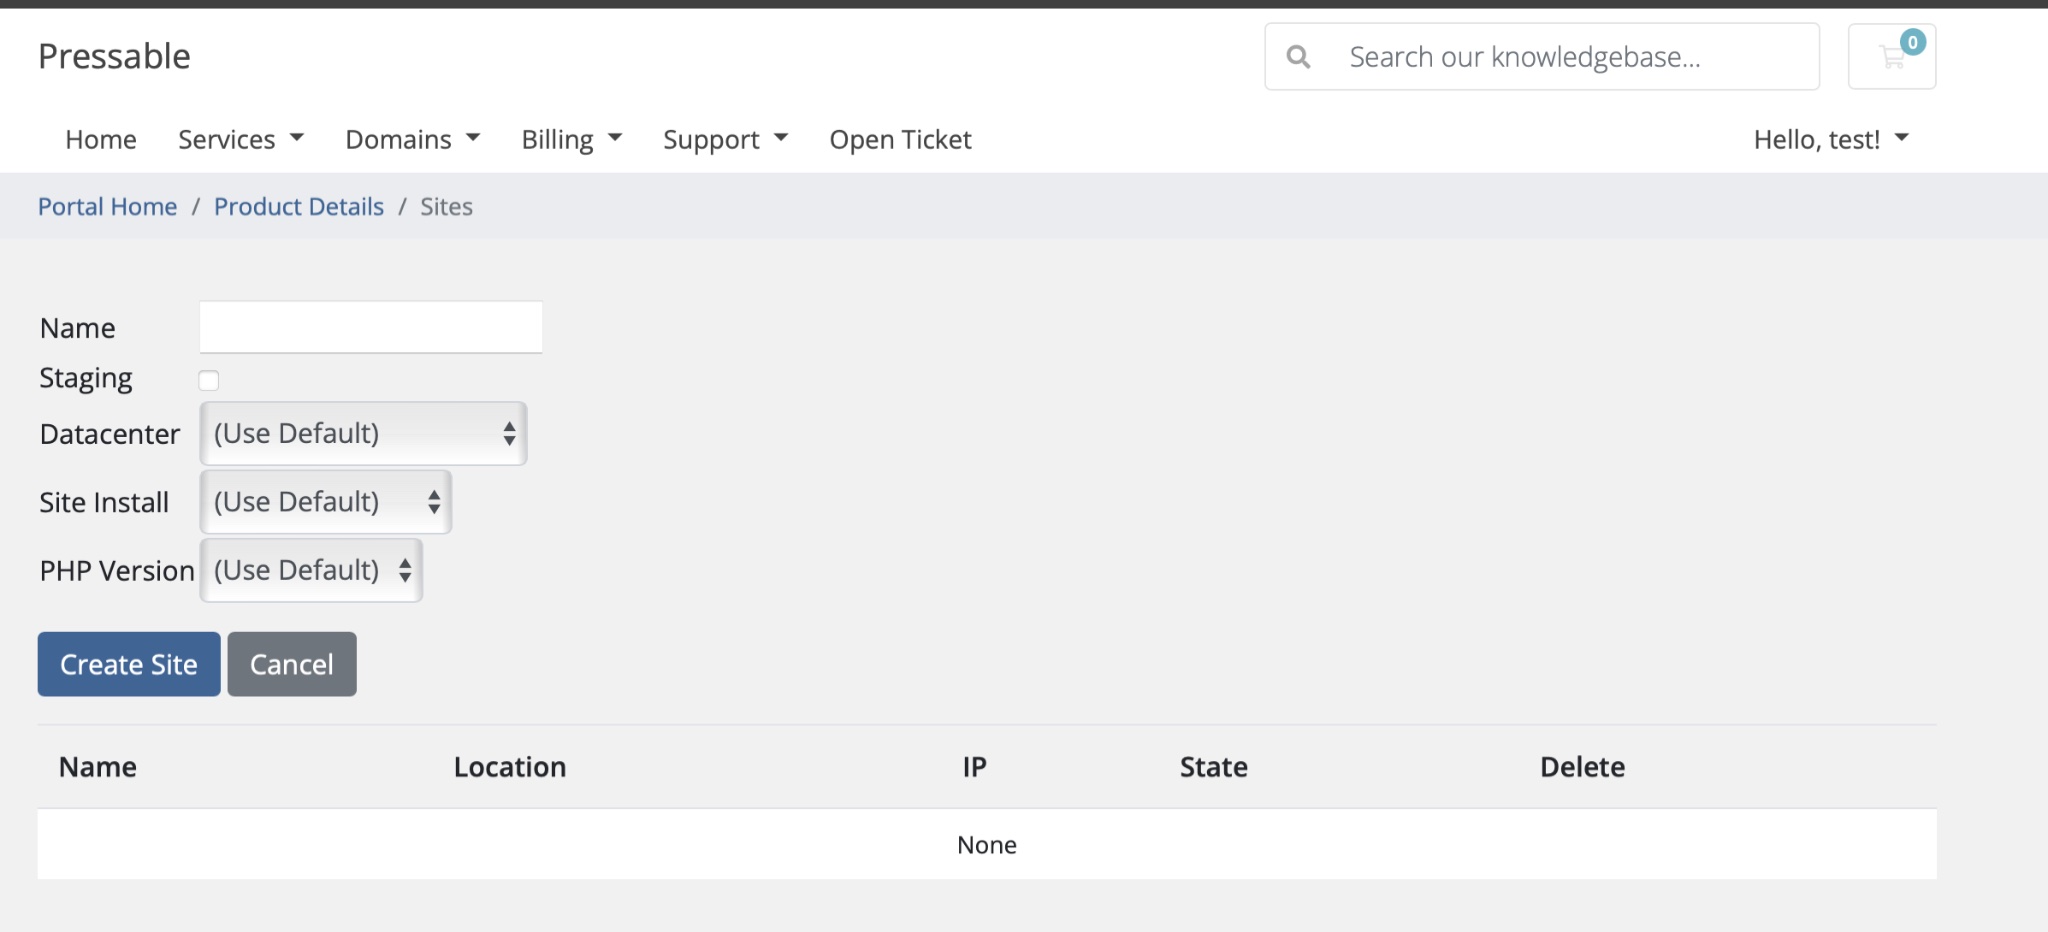 Pressable
Search our knowledgebase...
0
Home Services Domains Billing Support Open Ticket Hello, test!
Portal Home / Product Details / Sites
Name
Staging
Datacenter (Use Default)
Site Install (Use Default)
PHP Version (Use Default)
Create Site Cancel
Name Location IP State Delete
None